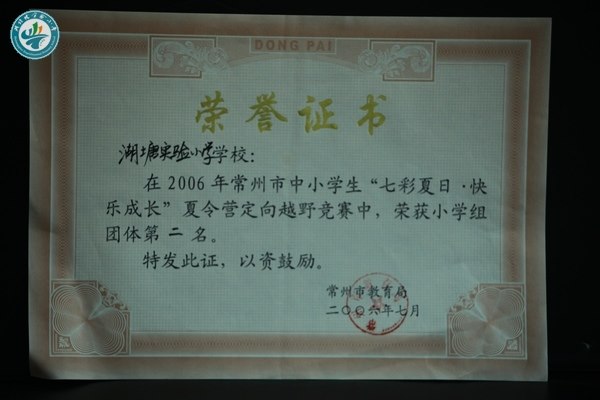 DONG PAI
荣誉证书
湖塘实验小学学校：
在2006年常州市中小学生“七彩夏日·快
乐成长”夏令营定向越野竞赛中，荣获小学组
团体第二名。
特发此证，以资鼓励。
常州市教育局
二〇〇六年七月